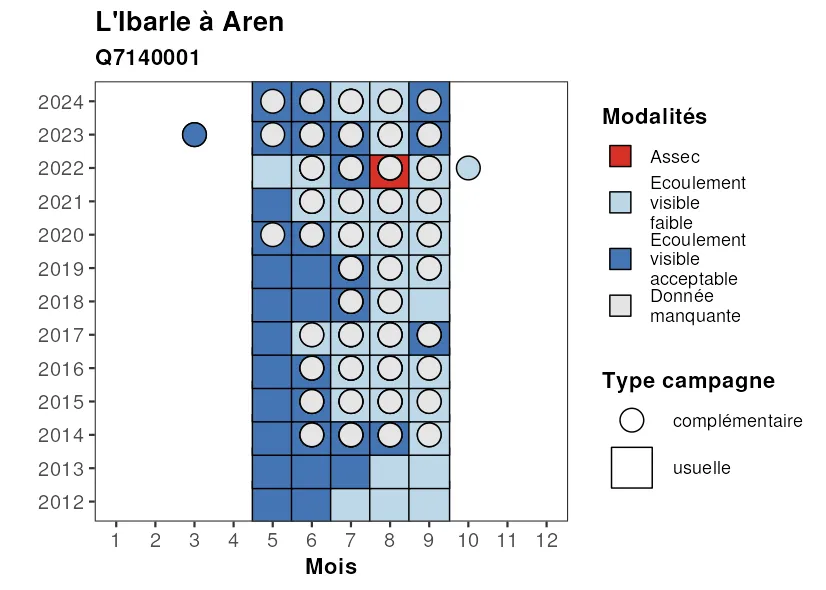 L'Ibarle à Aren
Q7140001
2024
2023
2022
2021
2020
2019
2018
2017
2016
2015
2014
2013
2012
1 2 3 4 5 6 7 8 9 10 11 12
Mois
Modalités
Assec
Ecoulement
visible
faible
Ecoulement
visible
acceptable
Donnée
manquante
Type campagne
complémentaire
usuelle